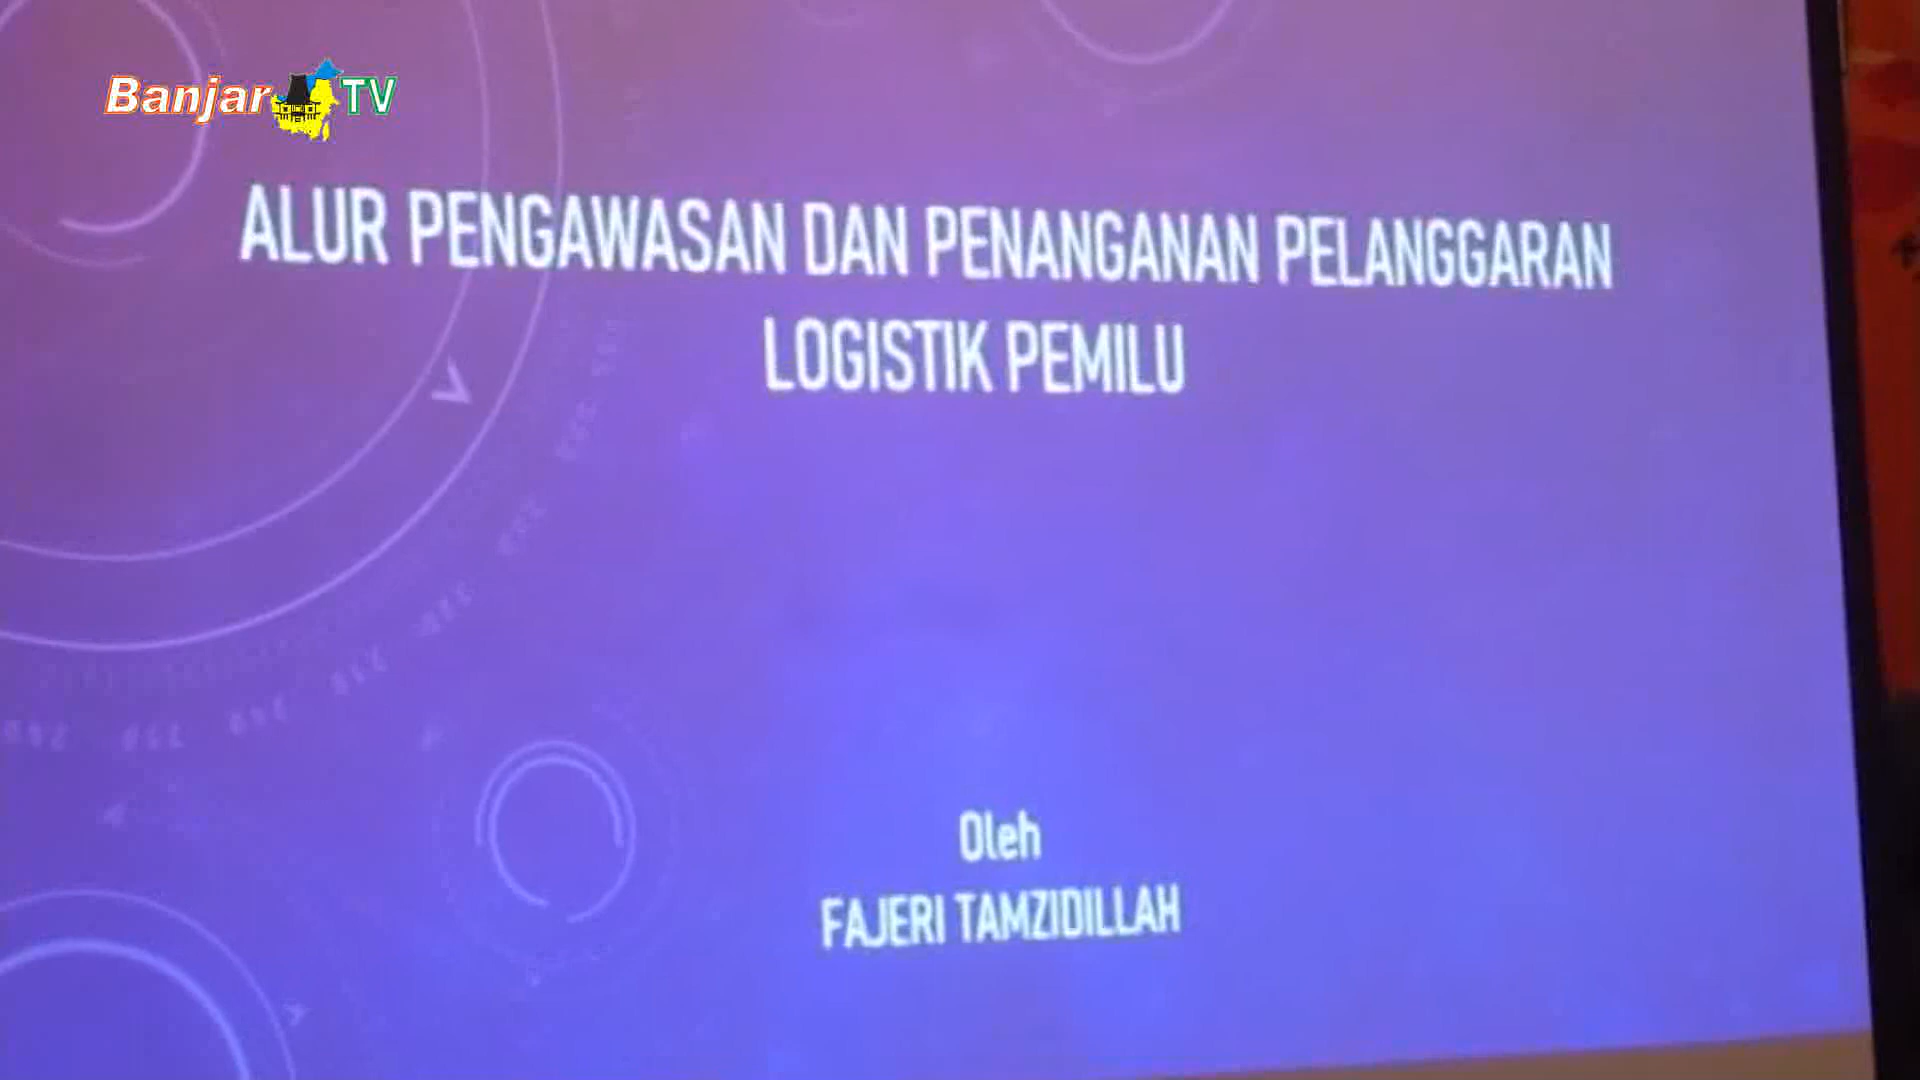 Banjar TV
ALUR PENGAWASAN DAN PENANGANAN PELANGGARAN
LOGISTIK PEMILU
Oleh
FAJERI TAMZIDILLAH